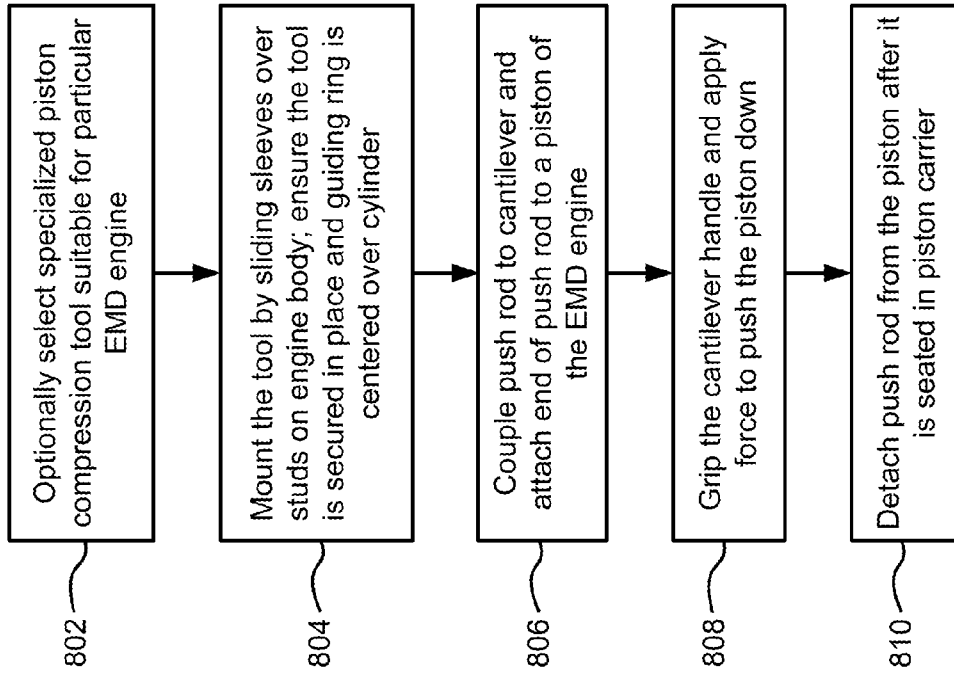 802
Optionally select specialized piston
compression tool suitable for particular
EMD engine
804
Mount the tool by sliding sleeves over
studs on engine body; ensure the tool
is secured in place and guiding ring is
centered over cylinder
806
Couple push rod to cantilever and
attach end of push rod to a piston of
the EMD engine
808
Grip the cantilever handle and apply
force to push the piston down
810
Detach push rod from the piston after it
is seated in piston carrier